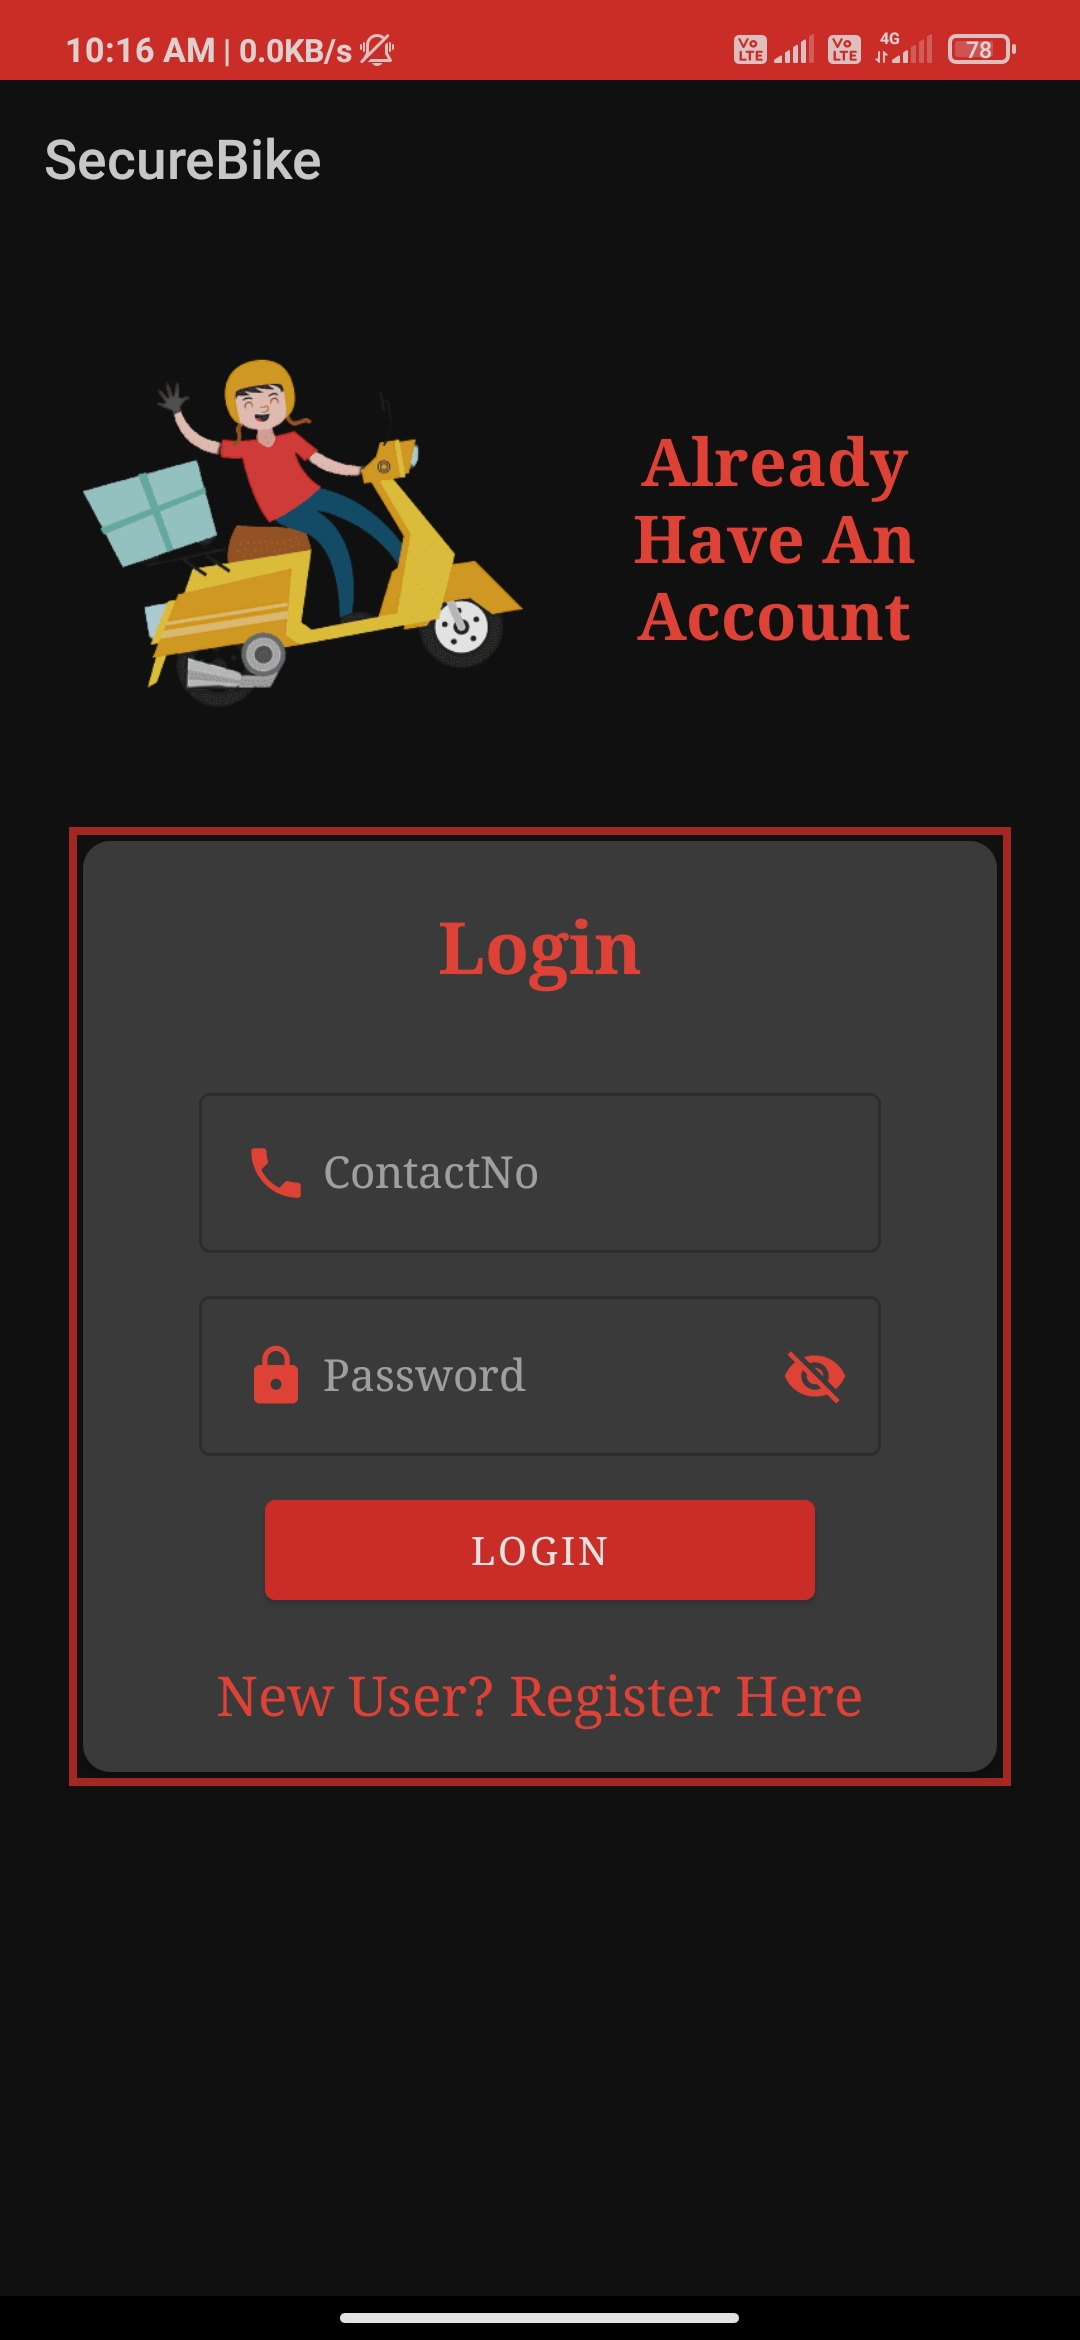 10:16 AM | 0.0KB/s
Vo LTE
Vo LTE
4G
78
SecureBike
Already
Have An
Account
Login
ContactNo
Password
LOGIN
New User? Register Here